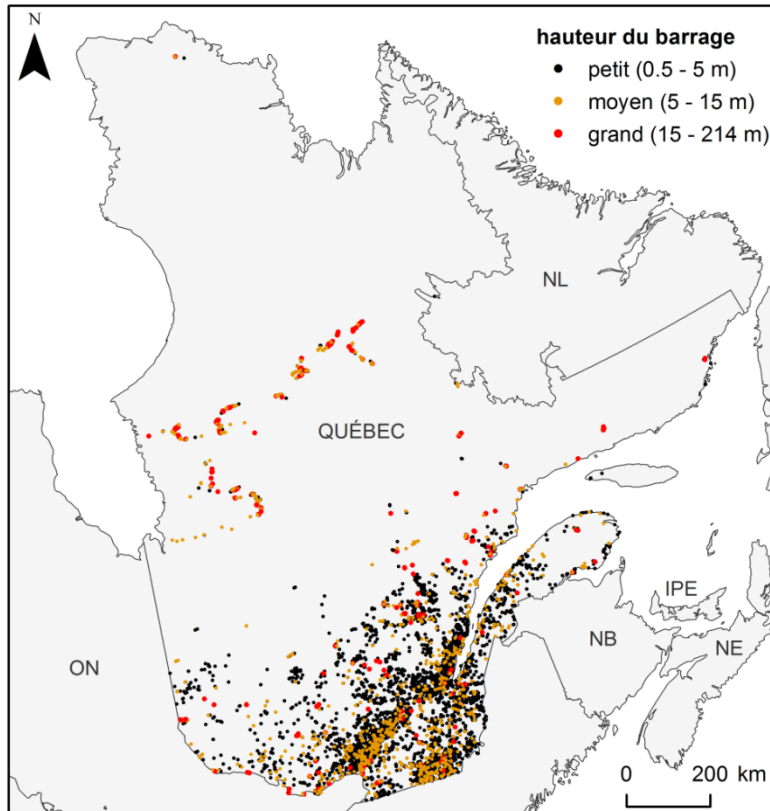 N
hauteur du barrage
petit (0.5 - 5 m)
moyen (5 - 15 m)
grand (15 - 214 m)
NL
QUÉBEC
IPE
ON
NB
NE
0 200 km